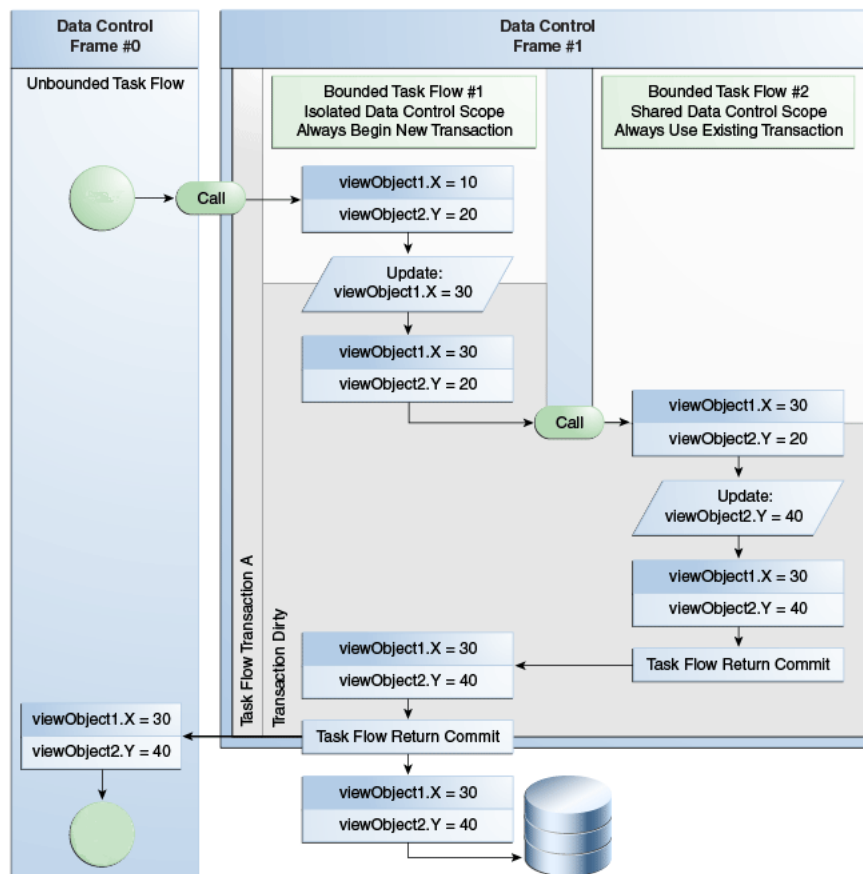 Data Control
Frame #0
Data Control
Frame #1
Unbounded Task Flow
Bounded Task Flow #1
Isolated Data Control Scope
Always Begin New Transaction
Bounded Task Flow #2
Shared Data Control Scope
Always Use Existing Transaction
Call
viewObject1.X = 10
viewObject2.Y = 20
Update:
viewObject1.X = 30
viewObject1.X = 30
viewObject2.Y = 20
Call
viewObject1.X = 30
viewObject2.Y = 20
Update:
viewObject2.Y = 40
viewObject1.X = 30
viewObject2.Y = 40
Task Flow Return Commit
Task Flow Transaction A
Transaction Dirty
viewObject1.X = 30
viewObject2.Y = 40
Task Flow Return Commit
viewObject1.X = 30
viewObject2.Y = 40
viewObject1.X = 30
viewObject2.Y = 40